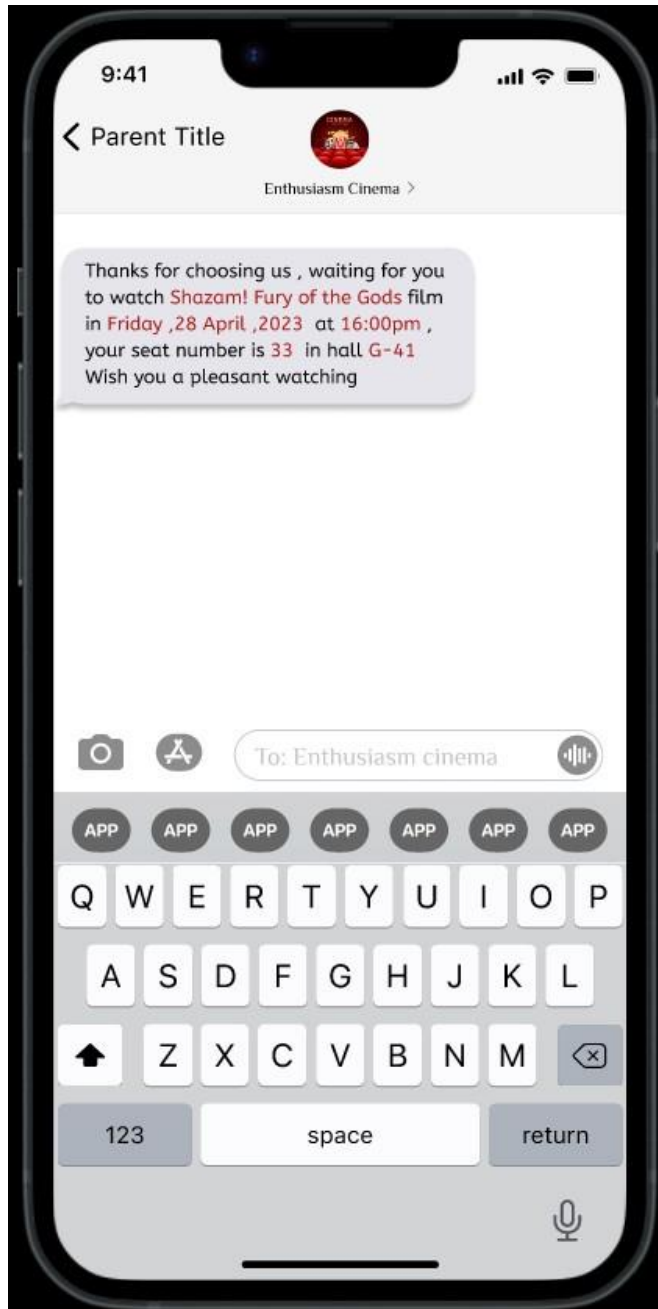 9:41
Parent Title
CINEMA
Enthusiasm Cinema >
Thanks for choosing us , waiting for you
to watch Shazam! Fury of the Gods film
in Friday ,28 April ,2023 at 16:00pm ,
your seat number is 33 in hall G-41
Wish you a pleasant watching
To: Enthusiasm cinema
APP APP APP APP APP APP APP
Q W E R T Y U I O P
A S D F G H J K L
Z X C V B N M
123 space return